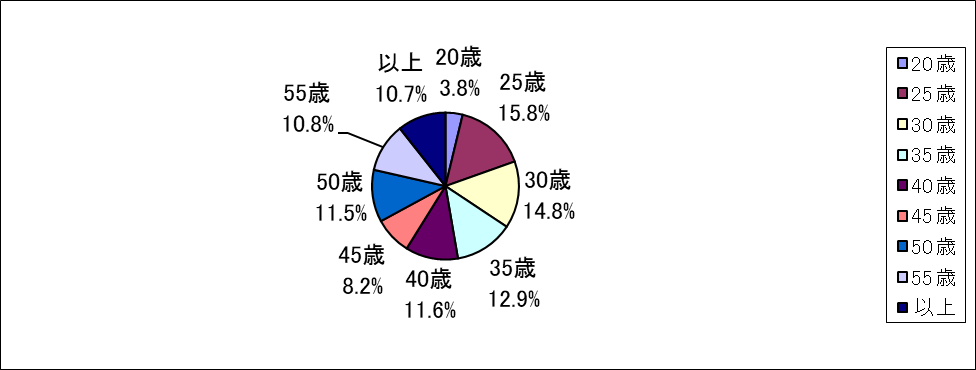 20歳
3.8%
25歳
15.8%
30歳
14.8%
35歳
12.9%
40歳
11.6%
45歳
8.2%
50歳
11.5%
55歳
10.8%
以上
10.7%
20歳
25歳
30歳
35歳
40歳
45歳
50歳
55歳
以上